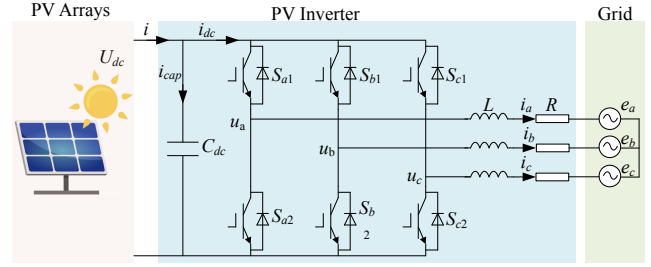 PV Arrays
PV Inverter
Grid
U_dc
i
i_dc
i_cap
C_dc
S_a1
S_b1
S_c1
u_a
u_b
u_c
L
i_a
R
i_b
i_c
e_a
e_b
e_c
S_a2
S_b
2
S_c2